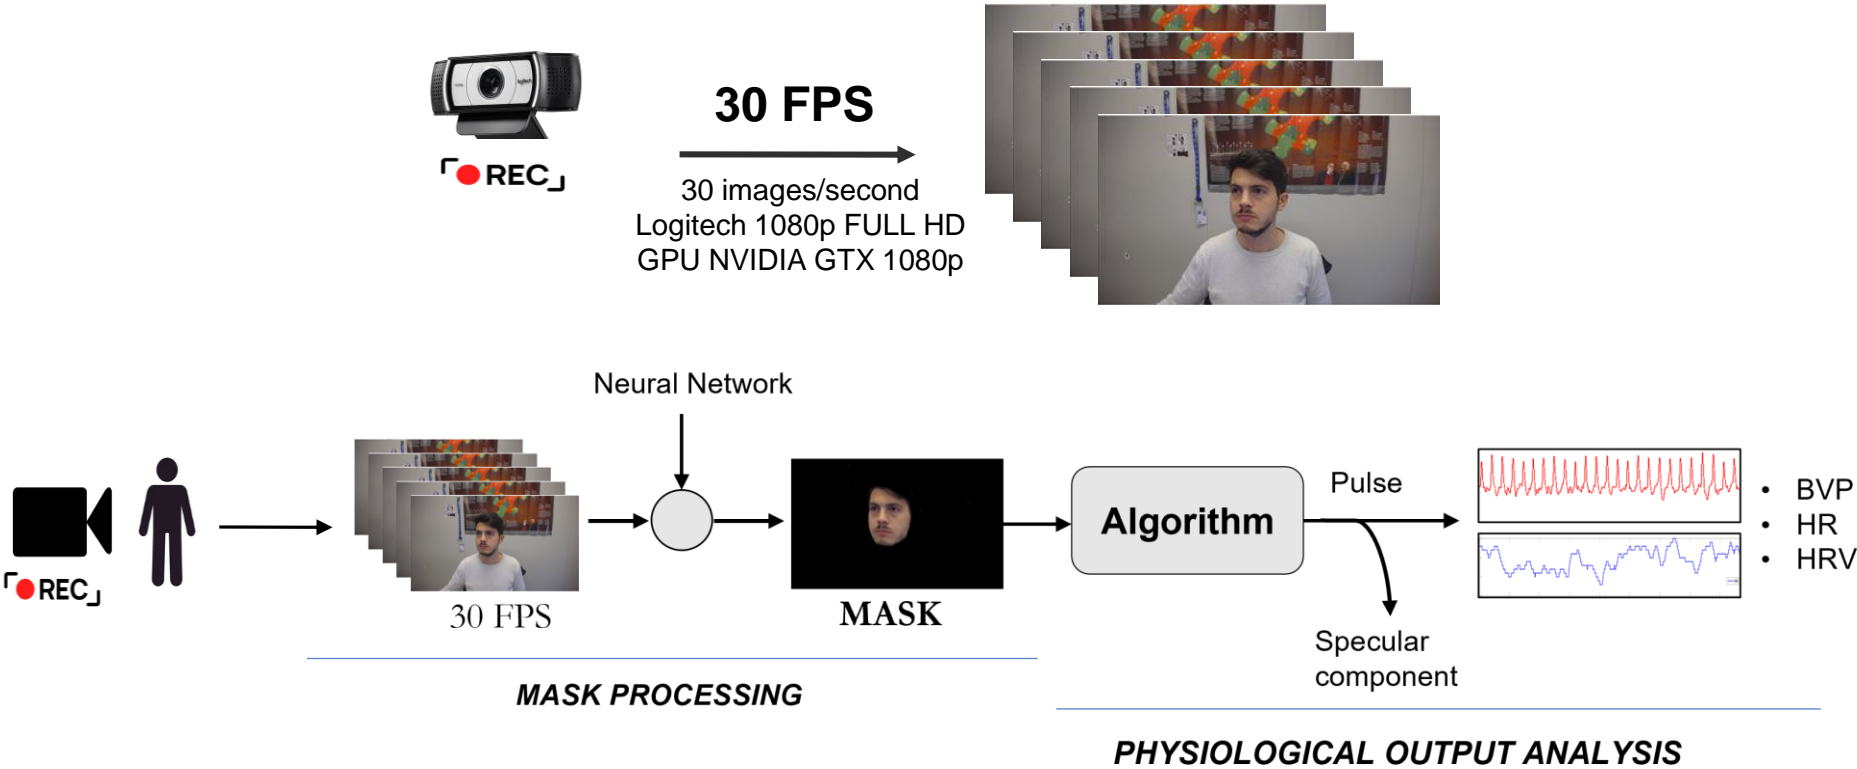 30 FPS
REC
30 images/second
Logitech 1080p FULL HD
GPU NVIDIA GTX 1080p
Neural Network
REC
30 FPS
MASK
Algorithm
Pulse
Specular
component
• BVP
• HR
• HRV
MASK PROCESSING
PHYSIOLOGICAL OUTPUT ANALYSIS